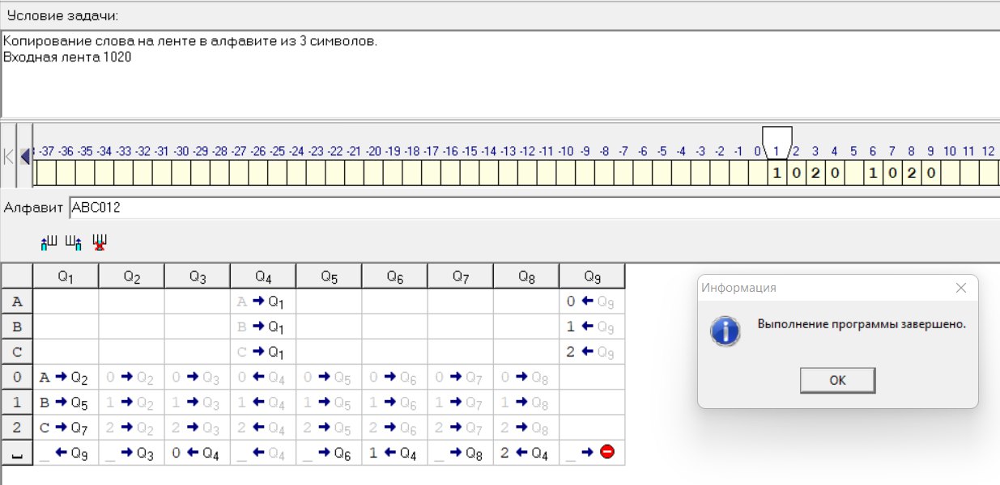 Условие задачи:
Копирование слова на ленте в алфавите из 3 символов.
Входная лента 1020
-37 -36 -35 -34 -33 -32 -31 -30 -29 -28 -27 -26 -25 -24 -23 -22 -21 -20 -19 -18 -17 -16 -15 -14 -13 -12 -11 -10 -9 -8 -7 -6 -5 -4 -3 -2 -1 0 1 2 3 4 5 6 7 8 9 10 11 12
1 0 2 0 1 0 2 0
Алфавит ABC012
Q1 Q2 Q3 Q4 Q5 Q6 Q7 Q8 Q9
A A → Q1 0 ← Q9
B B → Q1 1 ← Q9
C C → Q1 2 ← Q9
0 A → Q2 0 → Q2 0 → Q3 0 ← Q4 0 → Q5 0 → Q6 0 → Q7 0 → Q8
1 B → Q5 1 → Q2 1 → Q3 1 ← Q4 1 → Q5 1 → Q6 1 → Q7 1 → Q8
2 C → Q7 2 → Q2 2 → Q3 2 ← Q4 2 → Q5 2 → Q6 2 → Q7 2 → Q8
␣ _ ← Q9 _ → Q3 0 ← Q4 _ ← Q4 _ → Q6 1 ← Q4 _ → Q8 2 ← Q4 _ →
Информация
Выполнение программы завершено.
OK